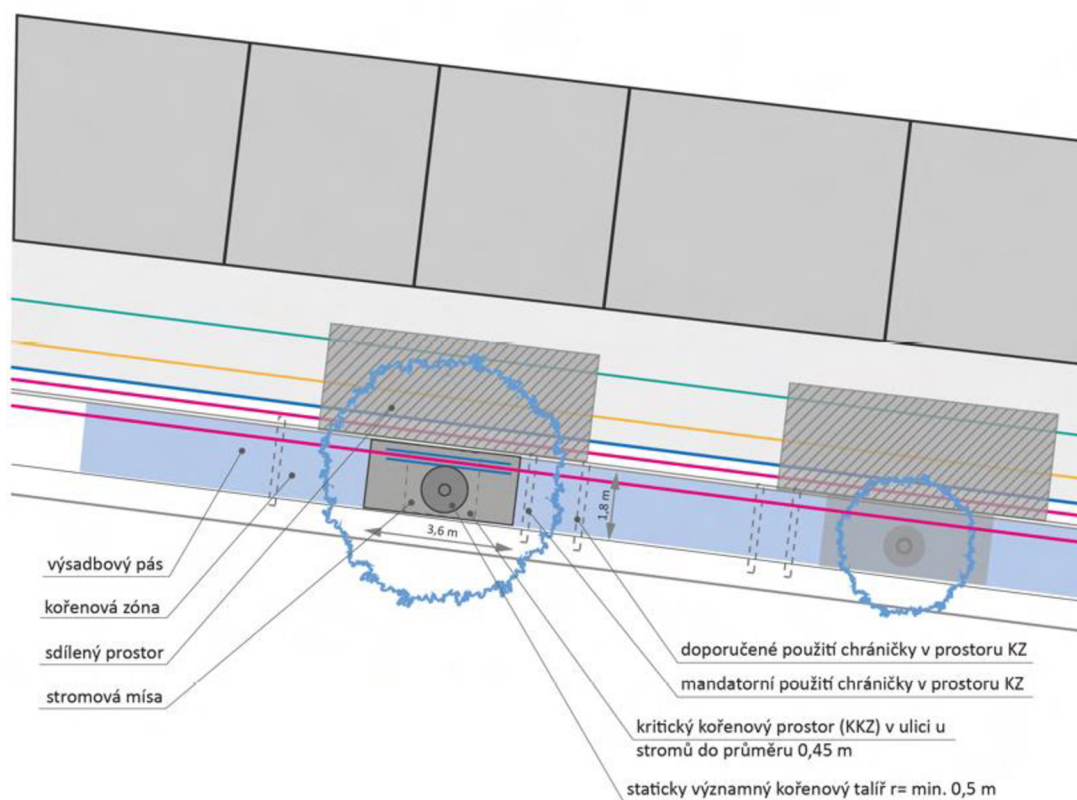 3,6 m
1,8 m
výsadbový pás
kořenová zóna
sdílený prostor
stromová mísa
doporučené použití chráničky v prostoru KZ
mandatorní použití chráničky v prostoru KZ
kritický kořenový prostor (KKZ) v ulici u
stromů do průměru 0,45 m
staticky významný kořenový talíř r= min. 0,5 m